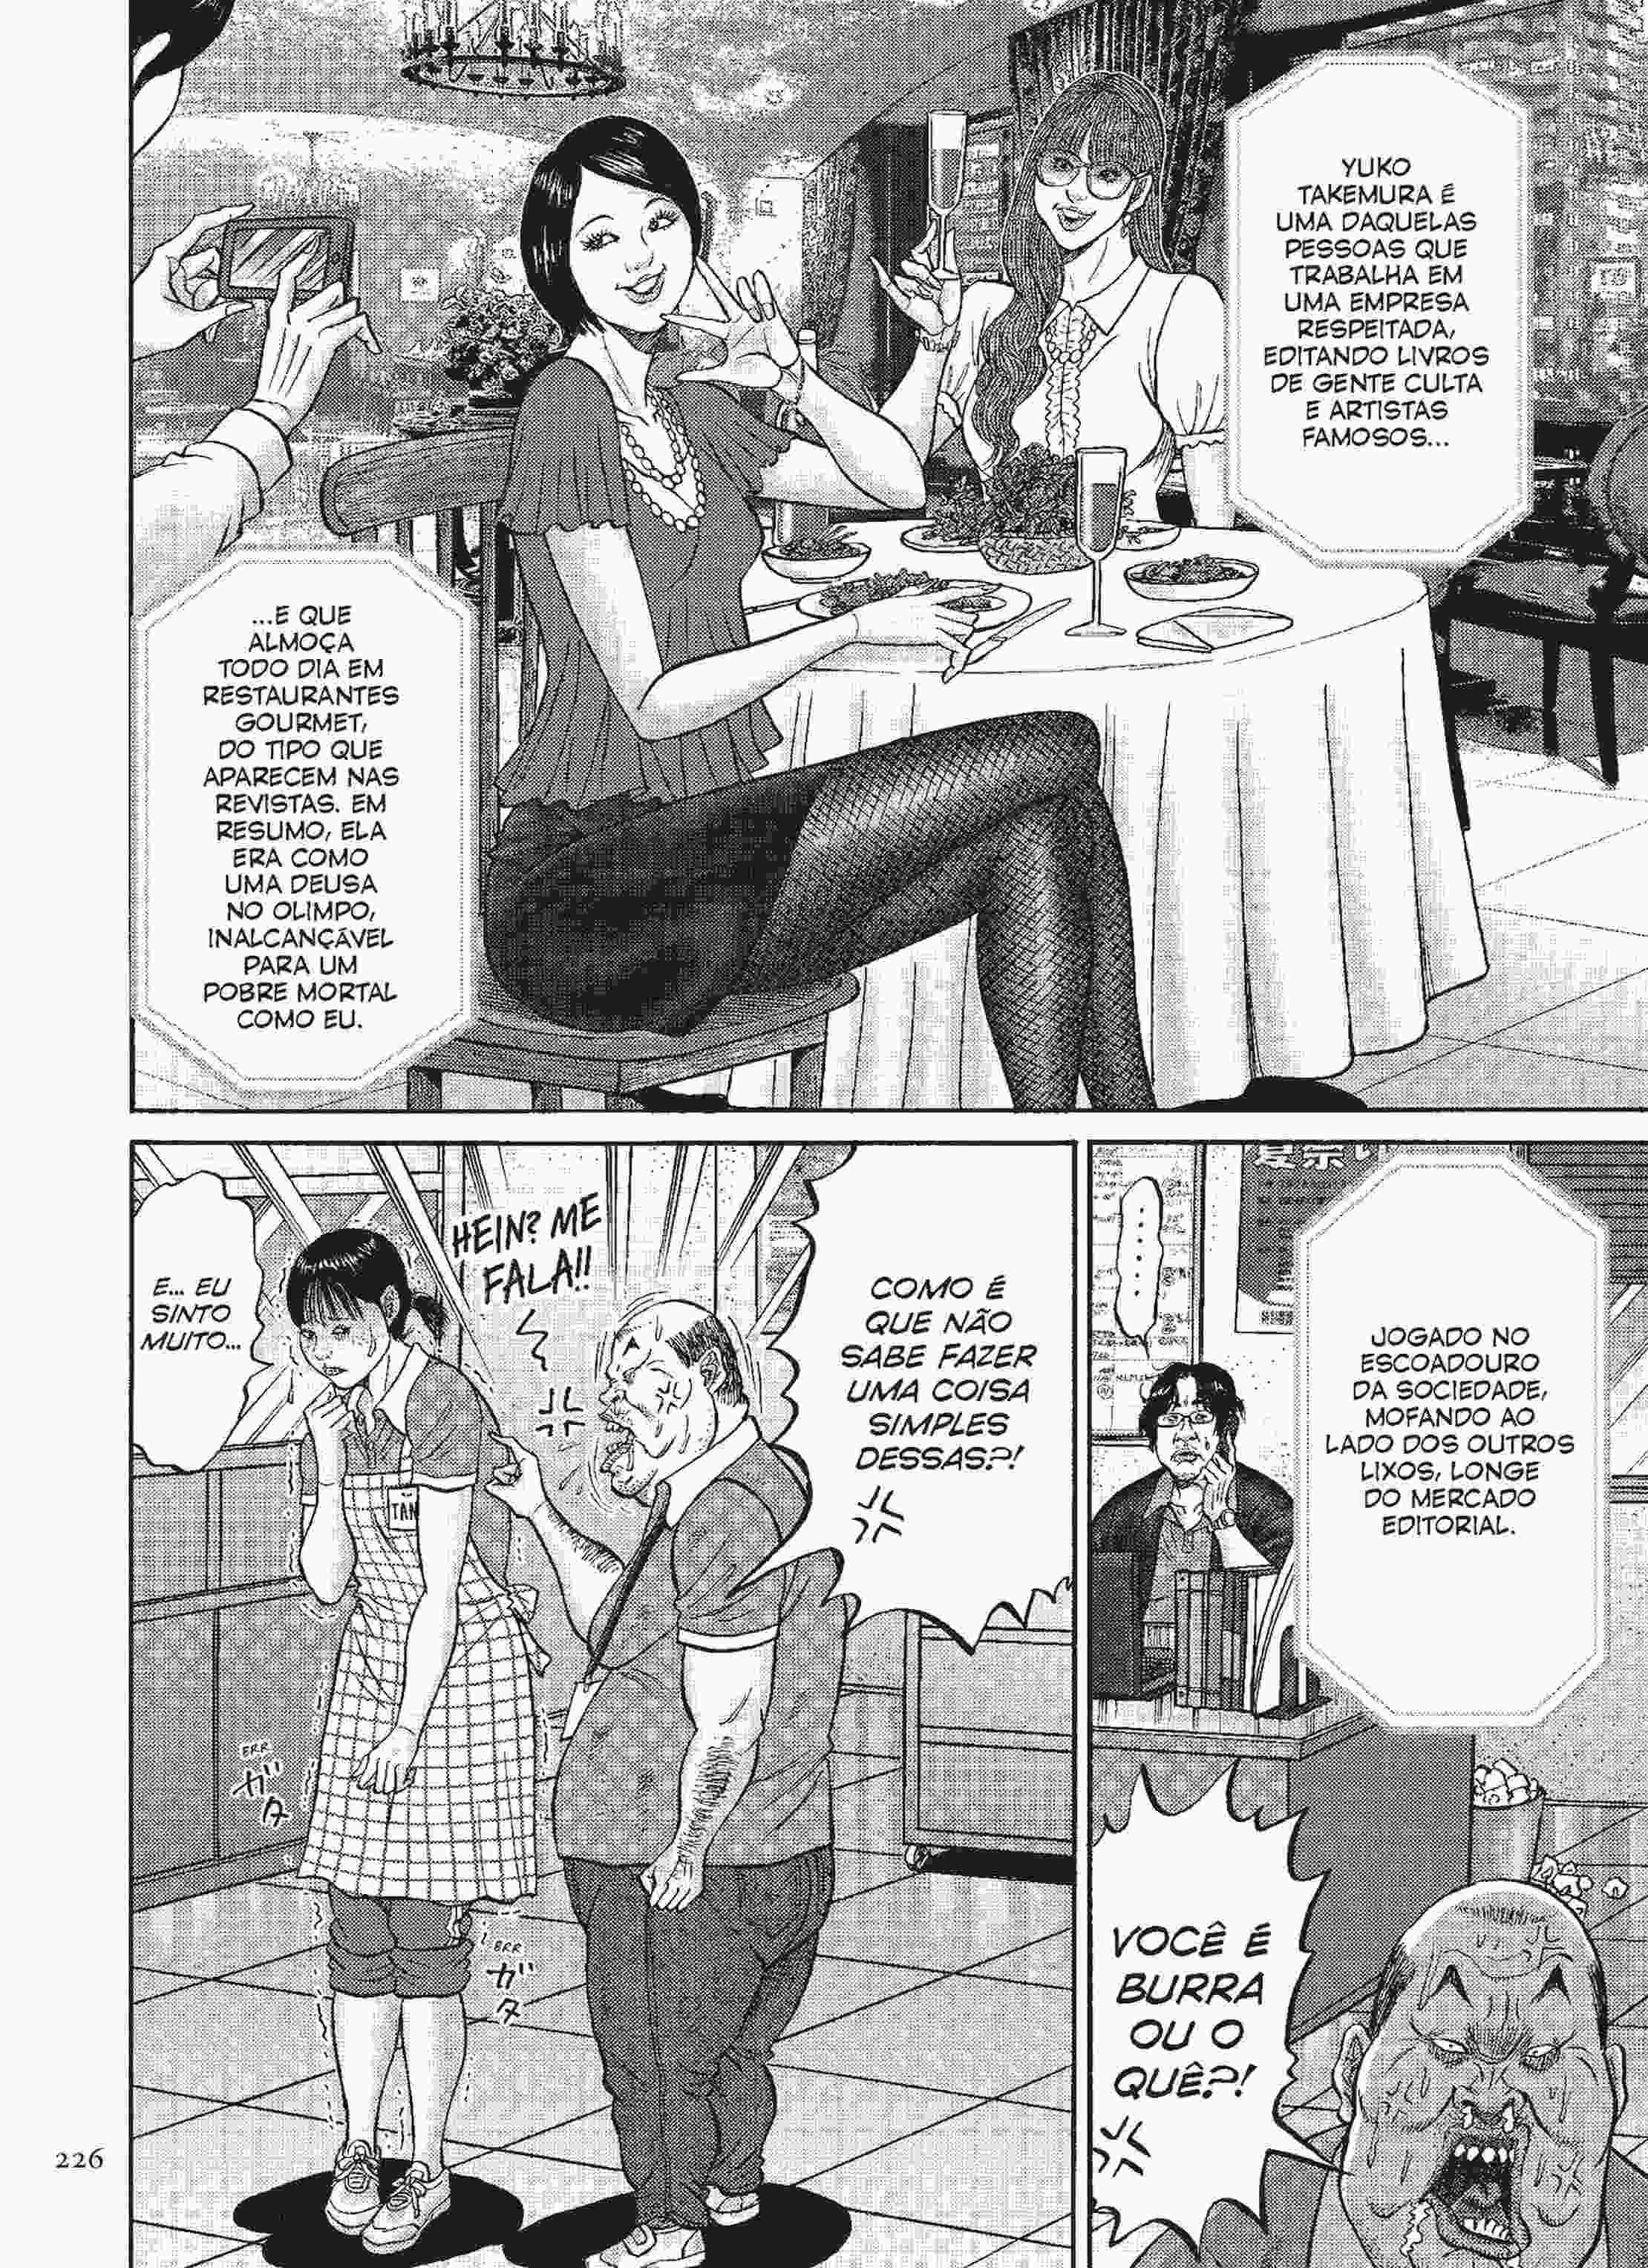 YUKO
TAKEMURA É
UMA DAQUELAS
PESSOAS QUE
TRABALHA EM
UMA EMPRESA
RESPEITADA,
EDITANDO LIVROS
DE GENTE CULTA
E ARTISTAS
FAMOSOS...
...E QUE
ALMOÇA
TODO DIA EM
RESTAURANTES
GOURMET,
DO TIPO QUE
APARECEM NAS
REVISTAS. EM
RESUMO, ELA
ERA COMO
UMA DEUSA
NO OLIMPO,
INALCANÇÁVEL
PARA UM
POBRE MORTAL
COMO EU.
JOGADO NO
ESCOADOURO
DA SOCIEDADE,
MOFANDO AO
LADO DOS OUTROS
LIXOS, LONGE
DO MERCADO
EDITORIAL.
......
VOCÊ É
BURRA
OU O
QUÊ?!
COMO É
QUE NÃO
SABE FAZER
UMA COISA
SIMPLES
DESSAS?!
HEIN? ME
FALA!!
E... EU
SINTO
MUITO...
TAN
ERR
ガタ
ERR
ガタ
226